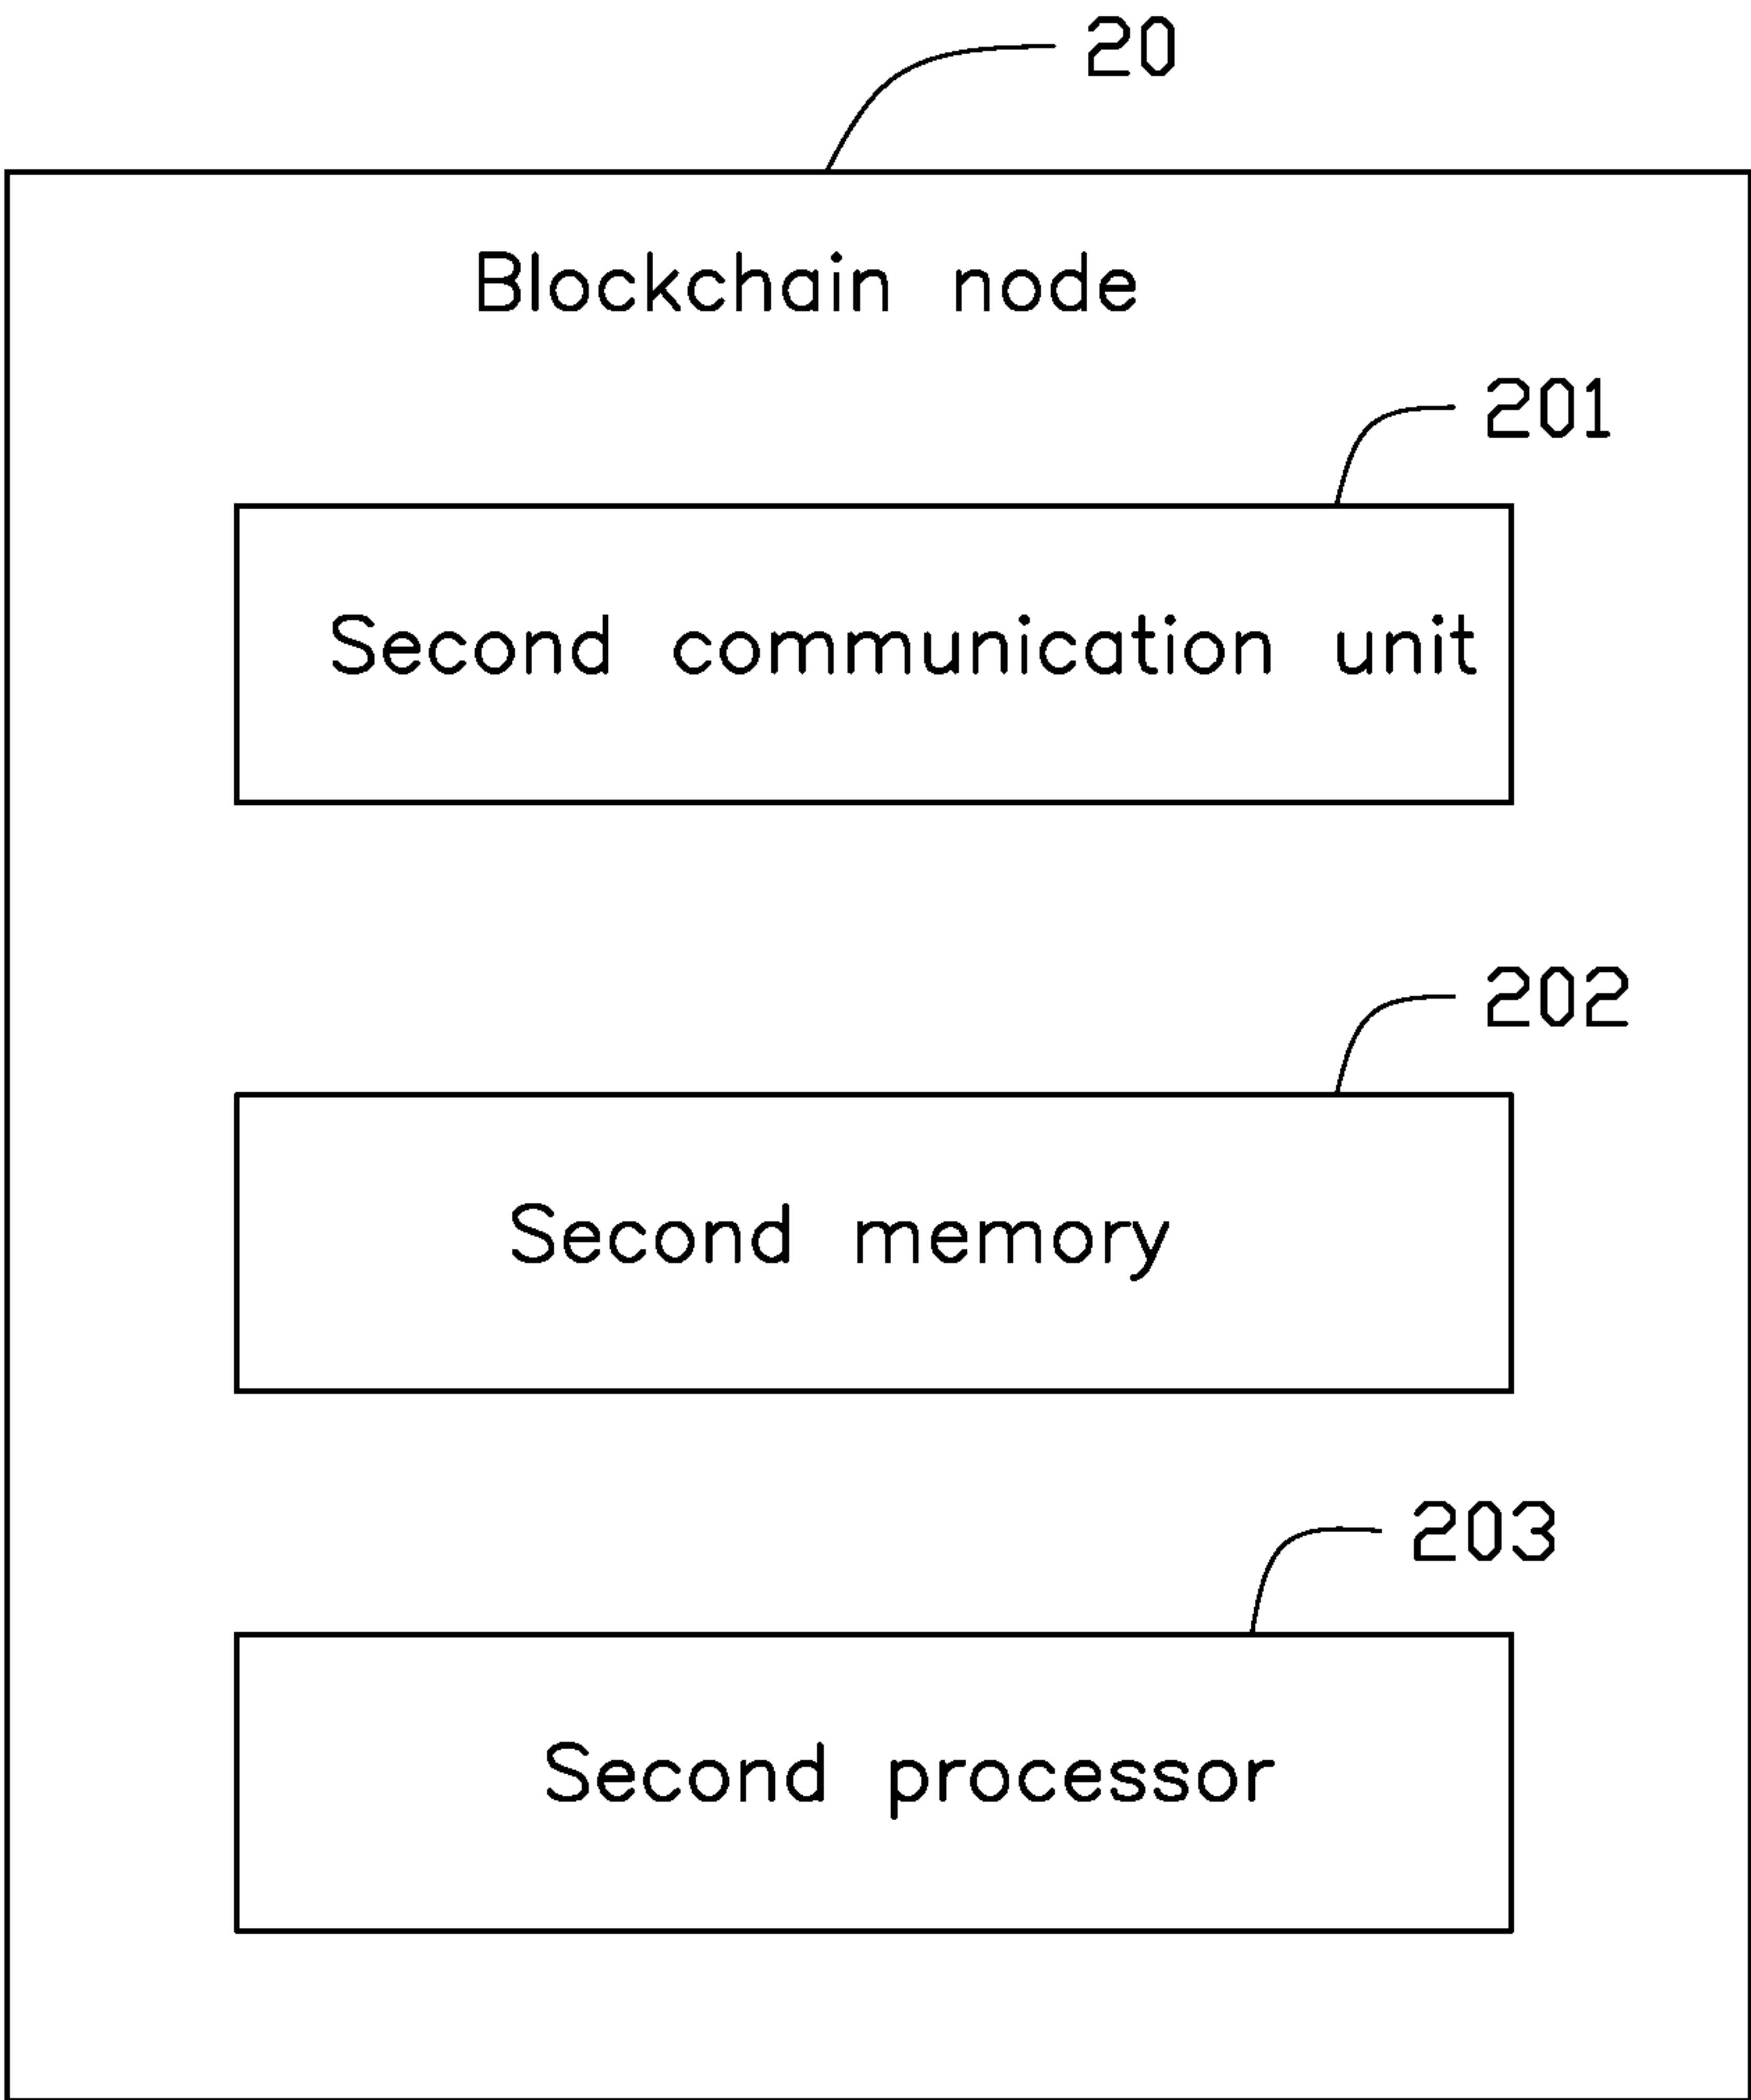 20
Blockchain node
201
Second communication unit
202
Second memory
203
Second processor